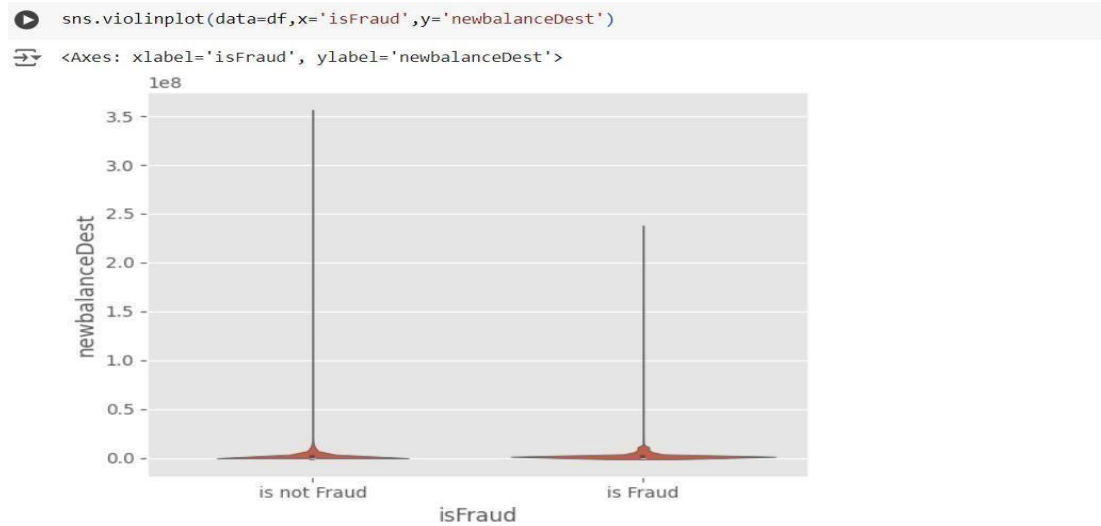 sns.violinplot(data=df,x='isFraud',y='newbalanceDest')
<Axes: xlabel='isFraud', ylabel='newbalanceDest'>
1e8
3.5
3.0
2.5
2.0
1.5
1.0
0.5
0.0
newbalanceDest
is not Fraud is Fraud
isFraud